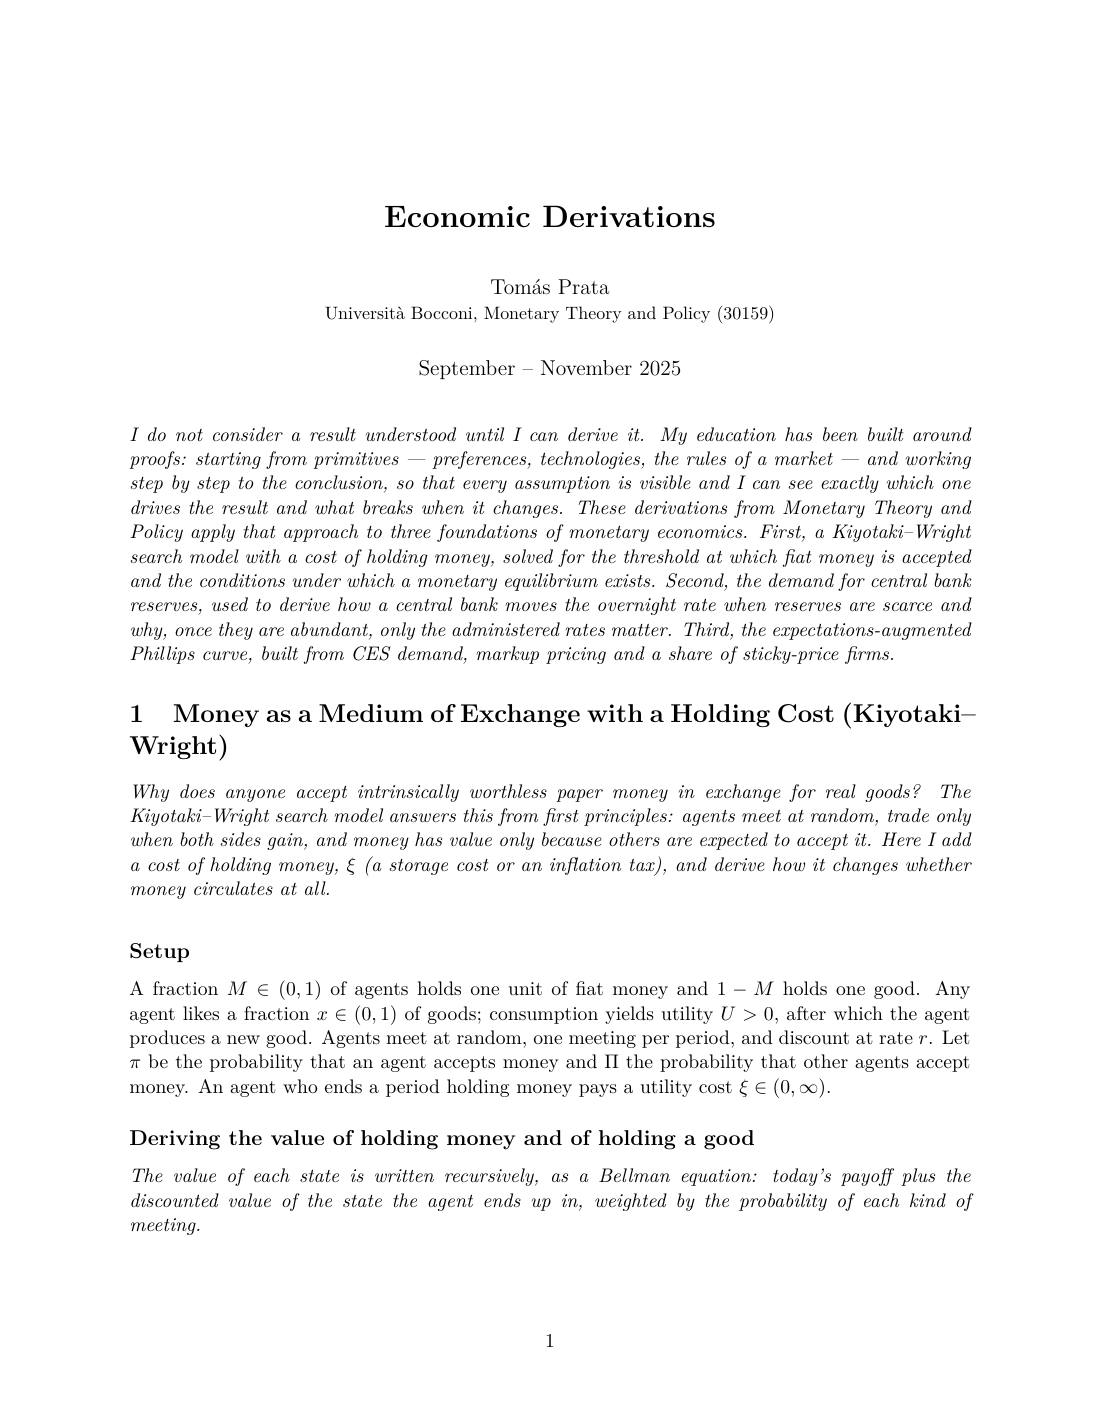 Economic Derivations
Tomás Prata
Università Bocconi, Monetary Theory and Policy (30159)
September – November 2025
I do not consider a result understood until I can derive it. My education has been built around
proofs: starting from primitives — preferences, technologies, the rules of a market — and working
step by step to the conclusion, so that every assumption is visible and I can see exactly which one
drives the result and what breaks when it changes. These derivations from Monetary Theory and
Policy apply that approach to three foundations of monetary economics. First, a Kiyotaki–Wright
search model with a cost of holding money, solved for the threshold at which fiat money is accepted
and the conditions under which a monetary equilibrium exists. Second, the demand for central bank
reserves, used to derive how a central bank moves the overnight rate when reserves are scarce and
why, once they are abundant, only the administered rates matter. Third, the expectations-augmented
Phillips curve, built from CES demand, markup pricing and a share of sticky-price firms.
1 Money as a Medium of Exchange with a Holding Cost (Kiyotaki–
Wright)
Why does anyone accept intrinsically worthless paper money in exchange for real goods? The
Kiyotaki–Wright search model answers this from first principles: agents meet at random, trade only
when both sides gain, and money has value only because others are expected to accept it. Here I add
a cost of holding money, ξ (a storage cost or an inflation tax), and derive how it changes whether
money circulates at all.
Setup
A fraction M ∈ (0, 1) of agents holds one unit of fiat money and 1 − M holds one good. Any
agent likes a fraction x ∈ (0, 1) of goods; consumption yields utility U > 0, after which the agent
produces a new good. Agents meet at random, one meeting per period, and discount at rate r. Let
π be the probability that an agent accepts money and Π the probability that other agents accept
money. An agent who ends a period holding money pays a utility cost ξ ∈ (0, ∞).
Deriving the value of holding money and of holding a good
The value of each state is written recursively, as a Bellman equation: today's payoff plus the
discounted value of the state the agent ends up in, weighted by the probability of each kind of
meeting.
1